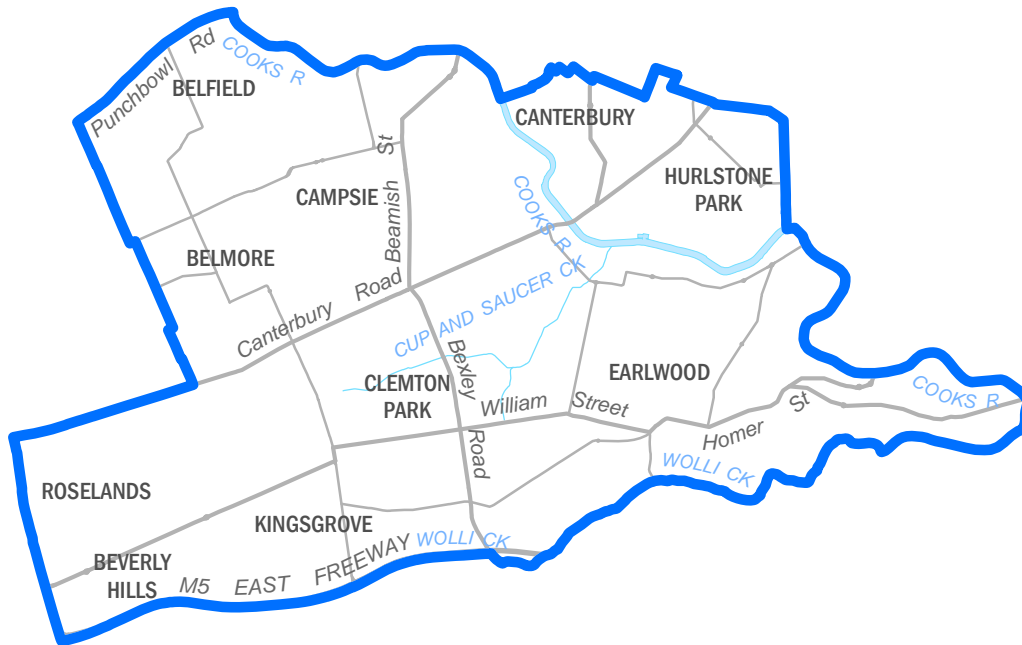 Punchbowl Rd
COOKS R
BELFIELD
CANTERBURY
HURLSTONE
PARK
CAMPSIE
Beamish St
COOKS R
BELMORE
Canterbury Road
CUP AND SAUCER CK
CLEMTON
PARK
Bexley Road
EARLWOOD
William Street
Homer St
COOKS R
WOLLI CK
ROSELANDS
KINGSGROVE
WOLLI CK
BEVERLY
HILLS
M5 EAST FREEWAY